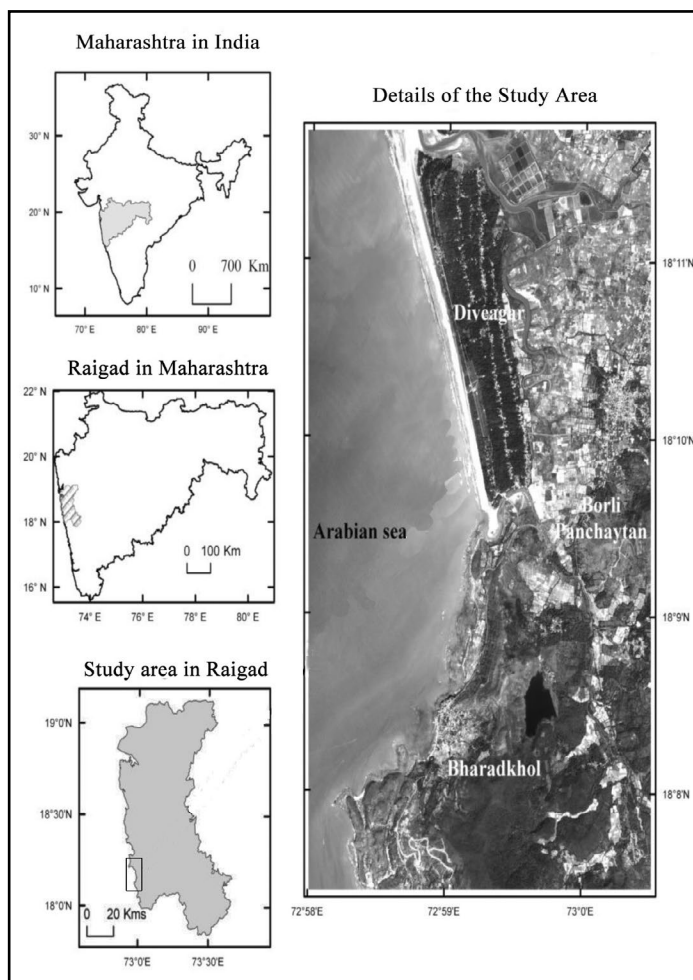 Maharashtra in India
30° N
20° N
10° N
0 700 Km
70° E 80° E 90° E
Raigad in Maharashtra
22° N
20° N
18° N
16° N
0 100 Km
74° E 76° E 78° E 80° E
Study area in Raigad
19°0'N
18°30'N
18°0'N
0 20 Kms
73°0'E 73°30'E
Details of the Study Area
Diveagar
Arabian sea
Borli
Panchaytan
Bharadkhol
18°11'N
18°10'N
18°9'N
18°8'N
72°58'E 72°59'E 73°0'E